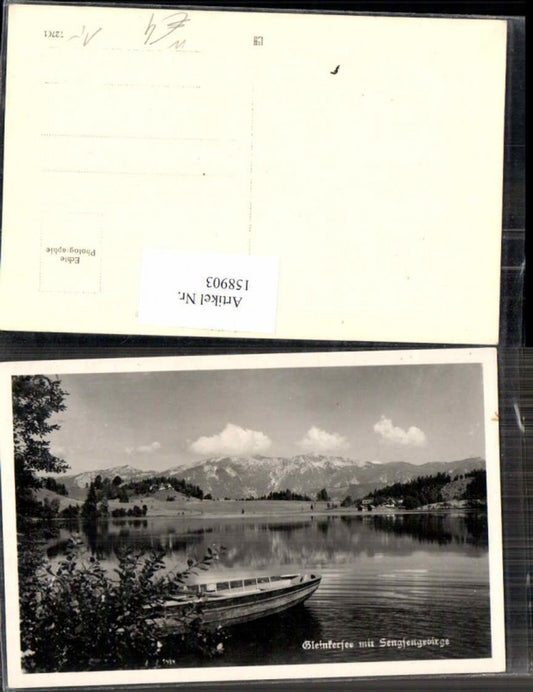 Echte
Photographie
Artikel Nr.
158903
Gleinkersee mit Sengsengebirge